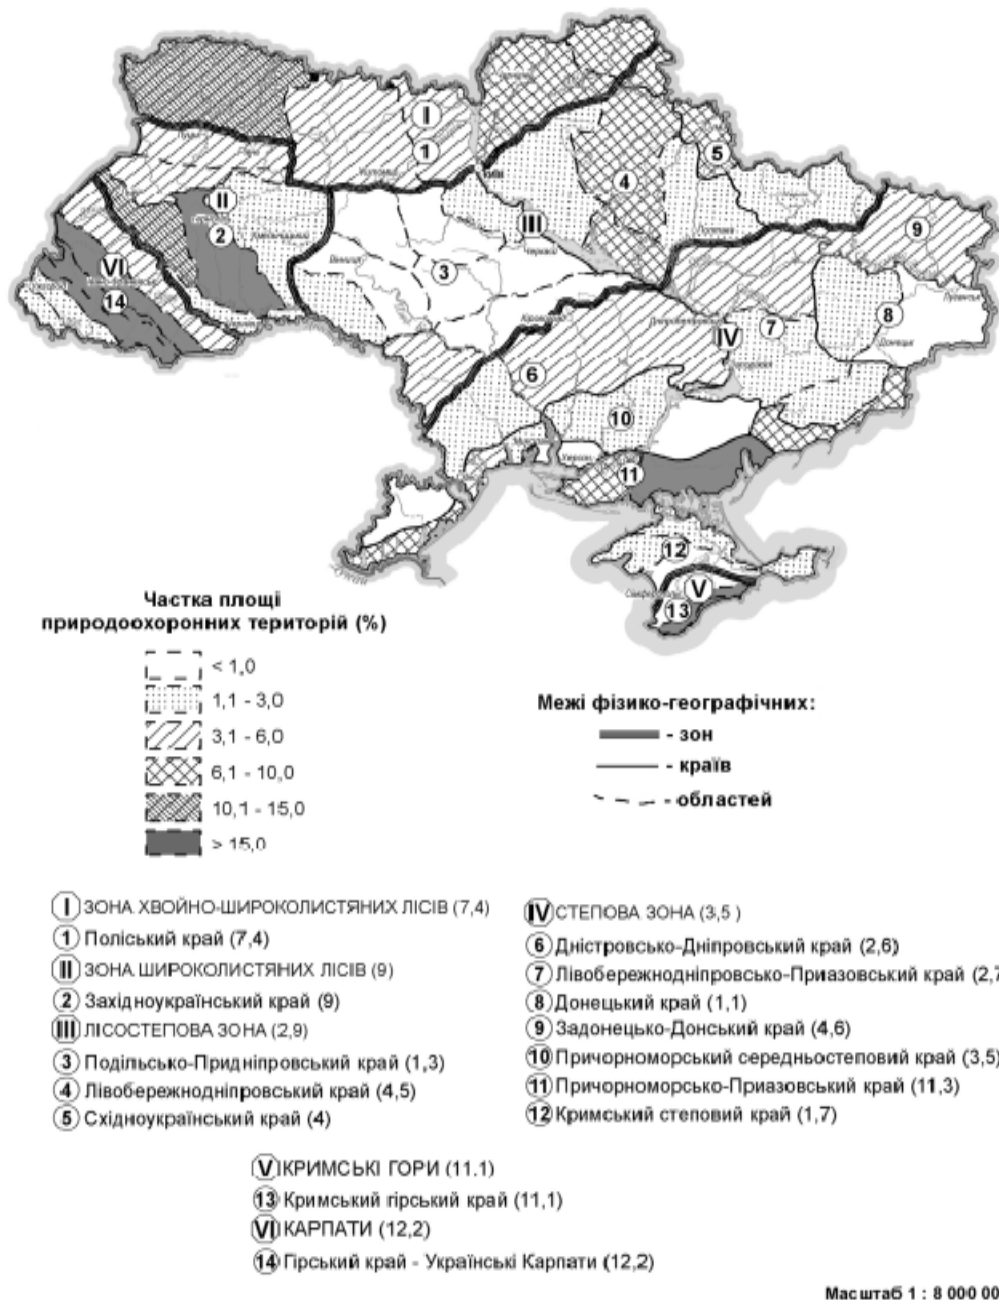 I
1
5
4
II
2
III
КИЇВ
Полтава
9
VI
14
3
Вінниця
8
Луганськ
Донецьк
IV
7
6
10
11
12
V
13
Частка площі
природоохоронних територій (%)
< 1,0
1,1 - 3,0
3,1 - 6,0
6,1 - 10,0
10,1 - 15,0
> 15,0
Межі фізико-географічних:
- зон
- країв
- областей
I ЗОНА ХВОЙНО-ШИРОКОЛИСТЯНИХ ЛІСІВ (7,4)
1 Поліський край (7,4)
II ЗОНА ШИРОКОЛИСТЯНИХ ЛІСІВ (9)
2 Західноукраїнський край (9)
III ЛІСОСТЕПОВА ЗОНА (2,9)
3 Подільсько-Придніпровський край (1,3)
4 Лівобережнодніпровський край (4,5)
5 Східноукраїнський край (4)
IV СТЕПОВА ЗОНА (3,5 )
6 Дністровсько-Дніпровський край (2,6)
7 Лівобережнодніпровсько-Приазовський край (2,7
8 Донецький край (1,1)
9 Задонецько-Донський край (4,6)
10 Причорноморський середньостеповий край (3,5)
11 Причорноморсько-Приазовський край (11,3)
12 Кримський степовий край (1,7)
V КРИМСЬКІ ГОРИ (11.1)
13 Кримський гірський край (11,1)
VI КАРПАТИ (12,2)
14 Гірський край - Українські Карпати (12,2)
Масштаб 1 : 8 000 00